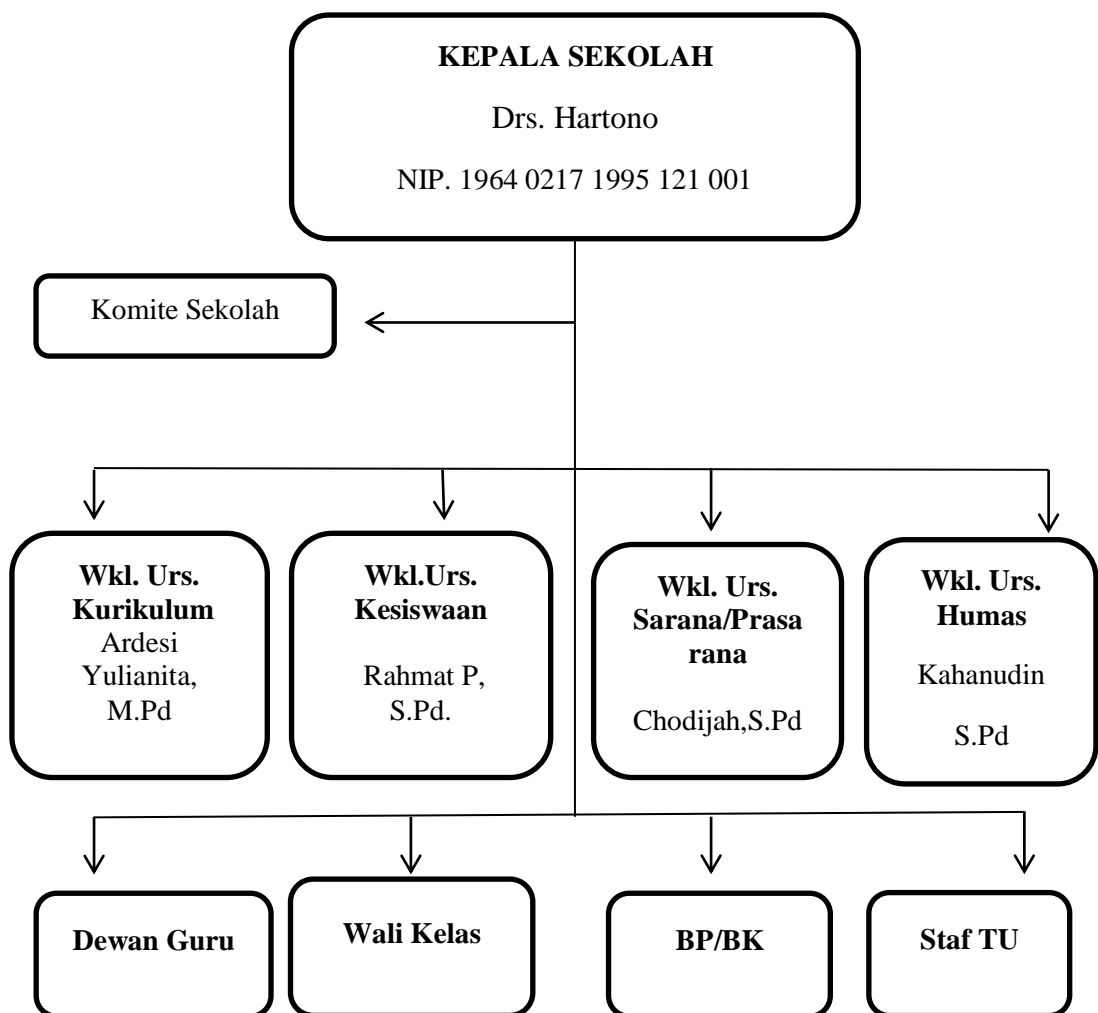 KEPALA SEKOLAH
Drs. Hartono
NIP. 1964 0217 1995 121 001
Komite Sekolah
Wkl. Urs.
Kurikulum
Ardesi
Yulianita,
M.Pd
Wkl.Urs.
Kesiswaan
Rahmat P,
S.Pd.
Wkl. Urs.
Sarana/Prasa
rana
Chodijah,S.Pd
Wkl. Urs.
Humas
Kahanudin
S.Pd
Dewan Guru
Wali Kelas
BP/BK
Staf TU